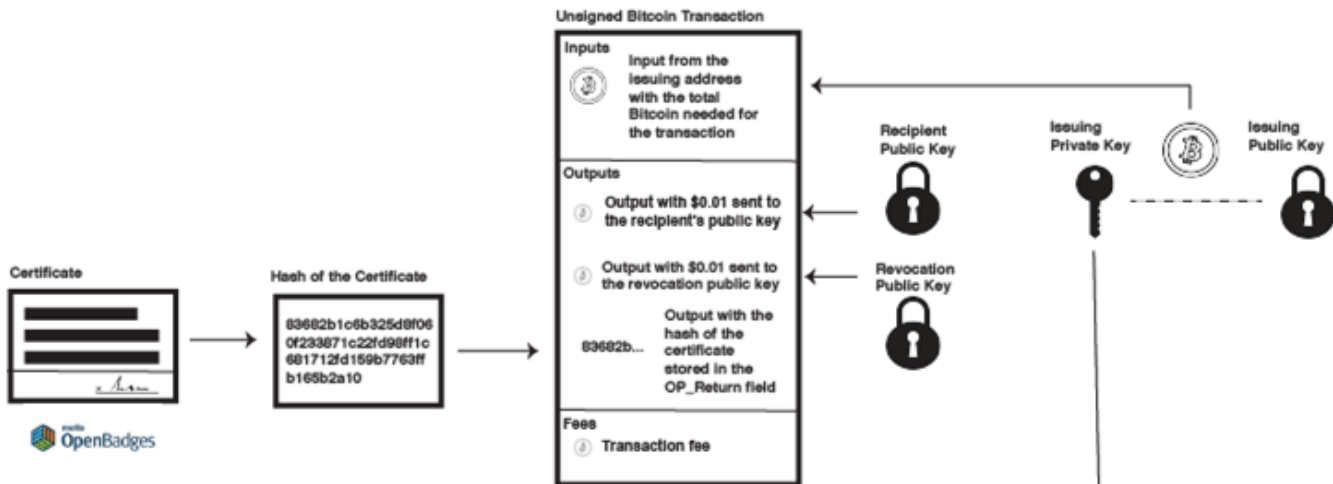 Unsigned Bitcoin Transaction
Inputs
Input from the
issuing address
with the total
Bitcoin needed for
the transaction
Recipient
Public Key
Issuing
Private Key
Issuing
Public Key
Outputs
Output with $0.01 sent to
the recipient's public key
Output with $0.01 sent to
the revocation public key
Revocation
Public Key
Certificate
Hash of the Certificate
83682b1c6b325d8f06
0f233871c22fd98ff1c
681712fd159b7763ff
b165b2a10
83682b...
Output with the
hash of the
certificate
stored in the
OP_Return field
Fees
Transaction fee
mozilla
OpenBadges